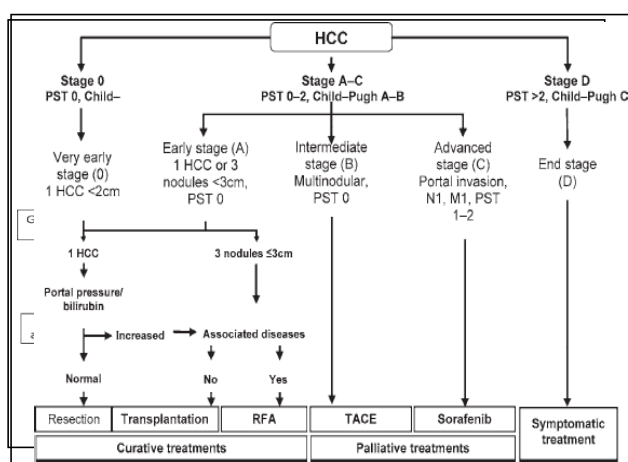 HCC
Stage 0
PST 0, Child–
Stage A–C
PST 0–2, Child–Pugh A–B
Stage D
PST >2, Child–Pugh C
Very early
stage (0)
1 HCC <2cm
Early stage (A)
1 HCC or 3
nodules <3cm,
PST 0
Intermediate
stage (B)
Multinodular,
PST 0
Advanced
stage (C)
Portal invasion,
N1, M1, PST
1–2
End stage
(D)
1 HCC
3 nodules ≤3cm
Portal pressure/
bilirubin
Increased
Associated diseases
Normal
No
Yes
Resection
Transplantation
RFA
TACE
Sorafenib
Symptomatic
treatment
Curative treatments
Palliative treatments